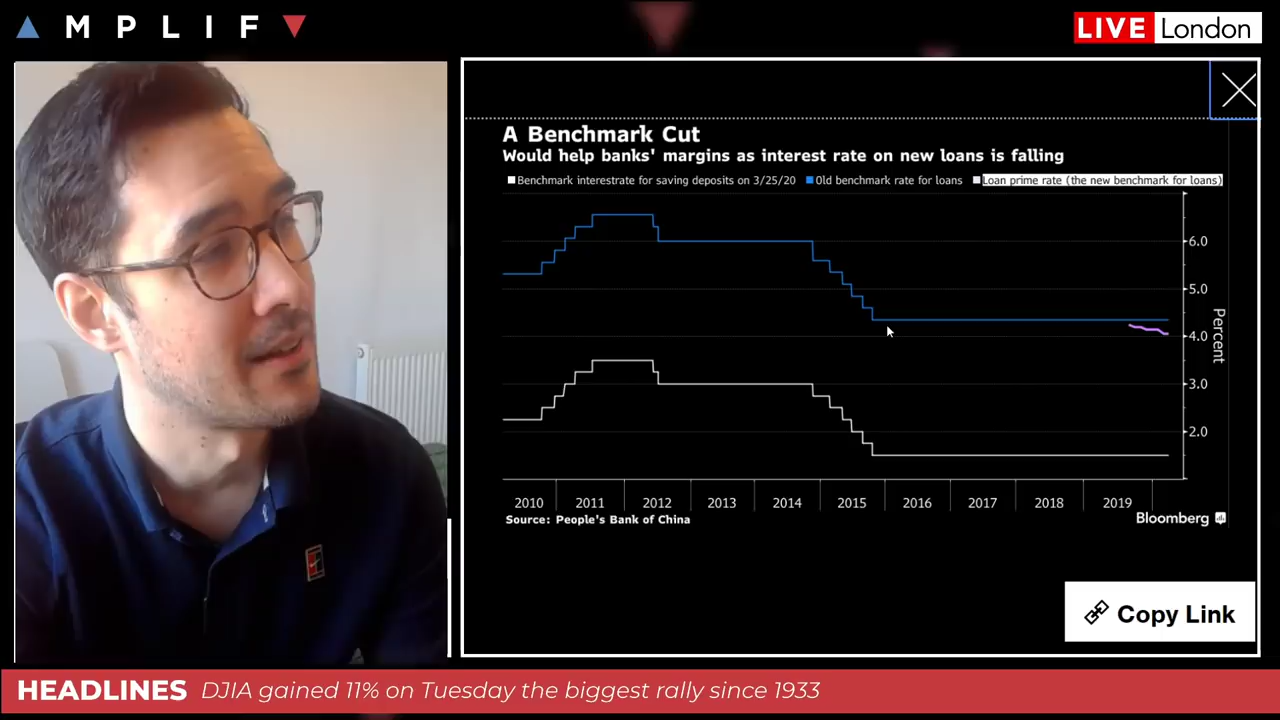 AMPLIFY
LIVE London
A Benchmark Cut
Would help banks' margins as interest rate on new loans is falling
Benchmark interestrate for saving deposits on 3/25/20 Old benchmark rate for loans Loan prime rate (the new benchmark for loans)
6.0
5.0
4.0
3.0
2.0
Percent
2010 2011 2012 2013 2014 2015 2016 2017 2018 2019
Source: People's Bank of China
Bloomberg
Copy Link
HEADLINES DJIA gained 11% on Tuesday the biggest rally since 1933